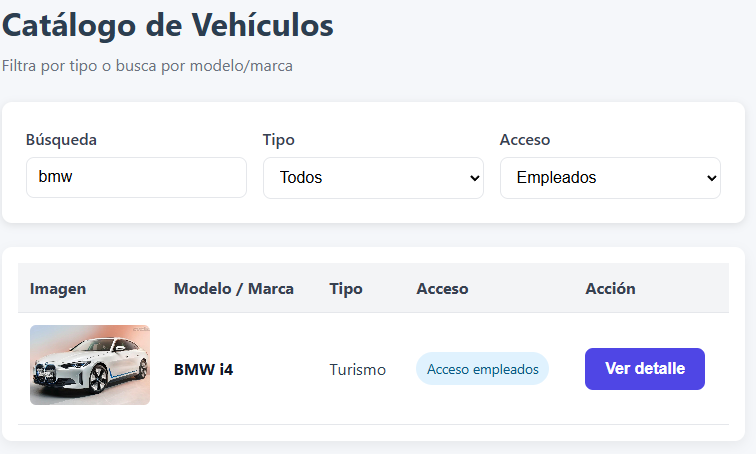 Catálogo de Vehículos
Filtra por tipo o busca por modelo/marca
Búsqueda Tipo Acceso
bmw Todos Empleados
Imagen Modelo / Marca Tipo Acceso Acción
BMW i4 Turismo Acceso empleados Ver detalle